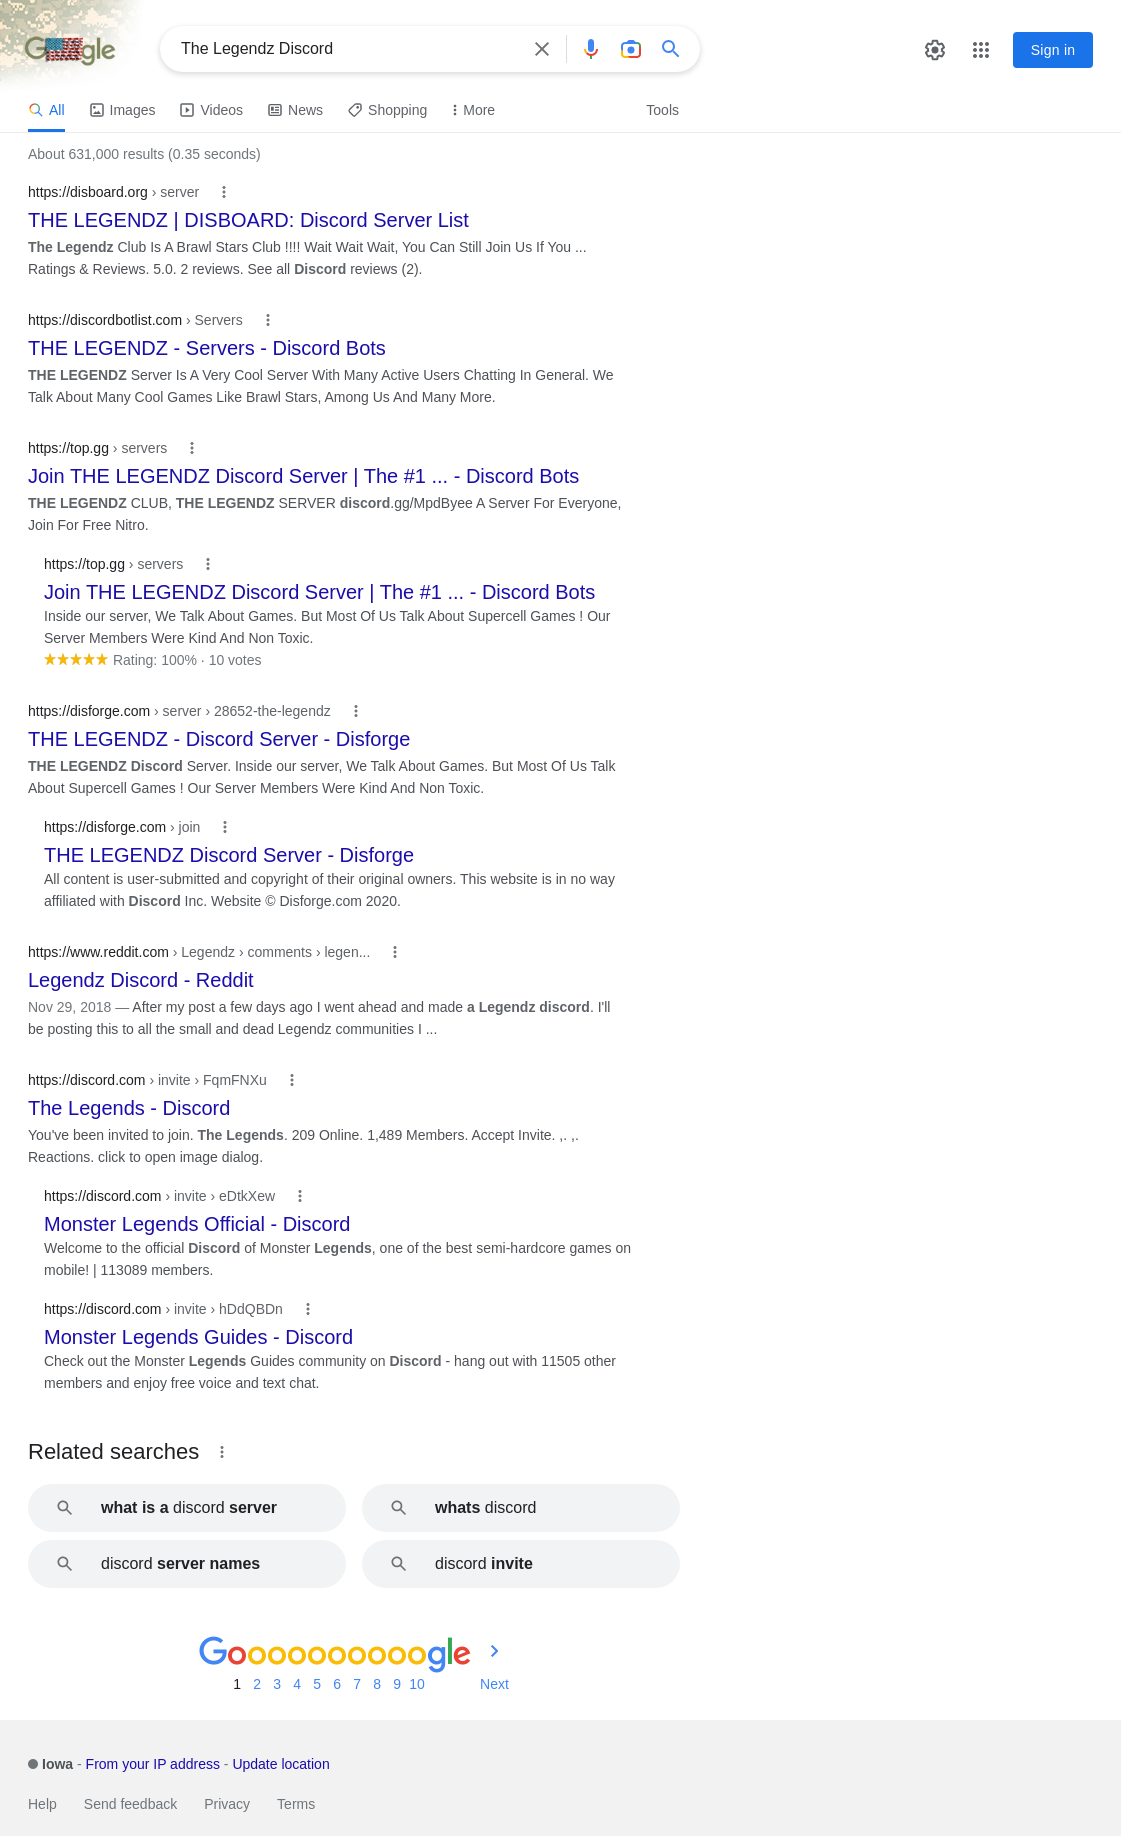 Google
The Legendz Discord
Sign in
All Images Videos News Shopping More Tools
About 631,000 results (0.35 seconds)
https://disboard.org › server
THE LEGENDZ | DISBOARD: Discord Server List
The Legendz Club Is A Brawl Stars Club !!!! Wait Wait Wait, You Can Still Join Us If You ...
Ratings & Reviews. 5.0. 2 reviews. See all Discord reviews (2).
https://discordbotlist.com › Servers
THE LEGENDZ - Servers - Discord Bots
THE LEGENDZ Server Is A Very Cool Server With Many Active Users Chatting In General. We
Talk About Many Cool Games Like Brawl Stars, Among Us And Many More.
https://top.gg › servers
Join THE LEGENDZ Discord Server | The #1 ... - Discord Bots
THE LEGENDZ CLUB, THE LEGENDZ SERVER discord.gg/MpdByee A Server For Everyone,
Join For Free Nitro.
https://top.gg › servers
Join THE LEGENDZ Discord Server | The #1 ... - Discord Bots
Inside our server, We Talk About Games. But Most Of Us Talk About Supercell Games ! Our
Server Members Were Kind And Non Toxic.
Rating: 100% · 10 votes
https://disforge.com › server › 28652-the-legendz
THE LEGENDZ - Discord Server - Disforge
THE LEGENDZ Discord Server. Inside our server, We Talk About Games. But Most Of Us Talk
About Supercell Games ! Our Server Members Were Kind And Non Toxic.
https://disforge.com › join
THE LEGENDZ Discord Server - Disforge
All content is user-submitted and copyright of their original owners. This website is in no way
affiliated with Discord Inc. Website © Disforge.com 2020.
https://www.reddit.com › Legendz › comments › legen...
Legendz Discord - Reddit
Nov 29, 2018 — After my post a few days ago I went ahead and made a Legendz discord. I'll
be posting this to all the small and dead Legendz communities I ...
https://discord.com › invite › FqmFNXu
The Legends - Discord
You've been invited to join. The Legends. 209 Online. 1,489 Members. Accept Invite. ,. ,.
Reactions. click to open image dialog.
https://discord.com › invite › eDtkXew
Monster Legends Official - Discord
Welcome to the official Discord of Monster Legends, one of the best semi-hardcore games on
mobile! | 113089 members.
https://discord.com › invite › hDdQBDn
Monster Legends Guides - Discord
Check out the Monster Legends Guides community on Discord - hang out with 11505 other
members and enjoy free voice and text chat.
Related searches
what is a discord server
whats discord
discord server names
discord invite
Goooooooooogle
1 2 3 4 5 6 7 8 9 10 Next
Iowa - From your IP address - Update location
Help Send feedback Privacy Terms